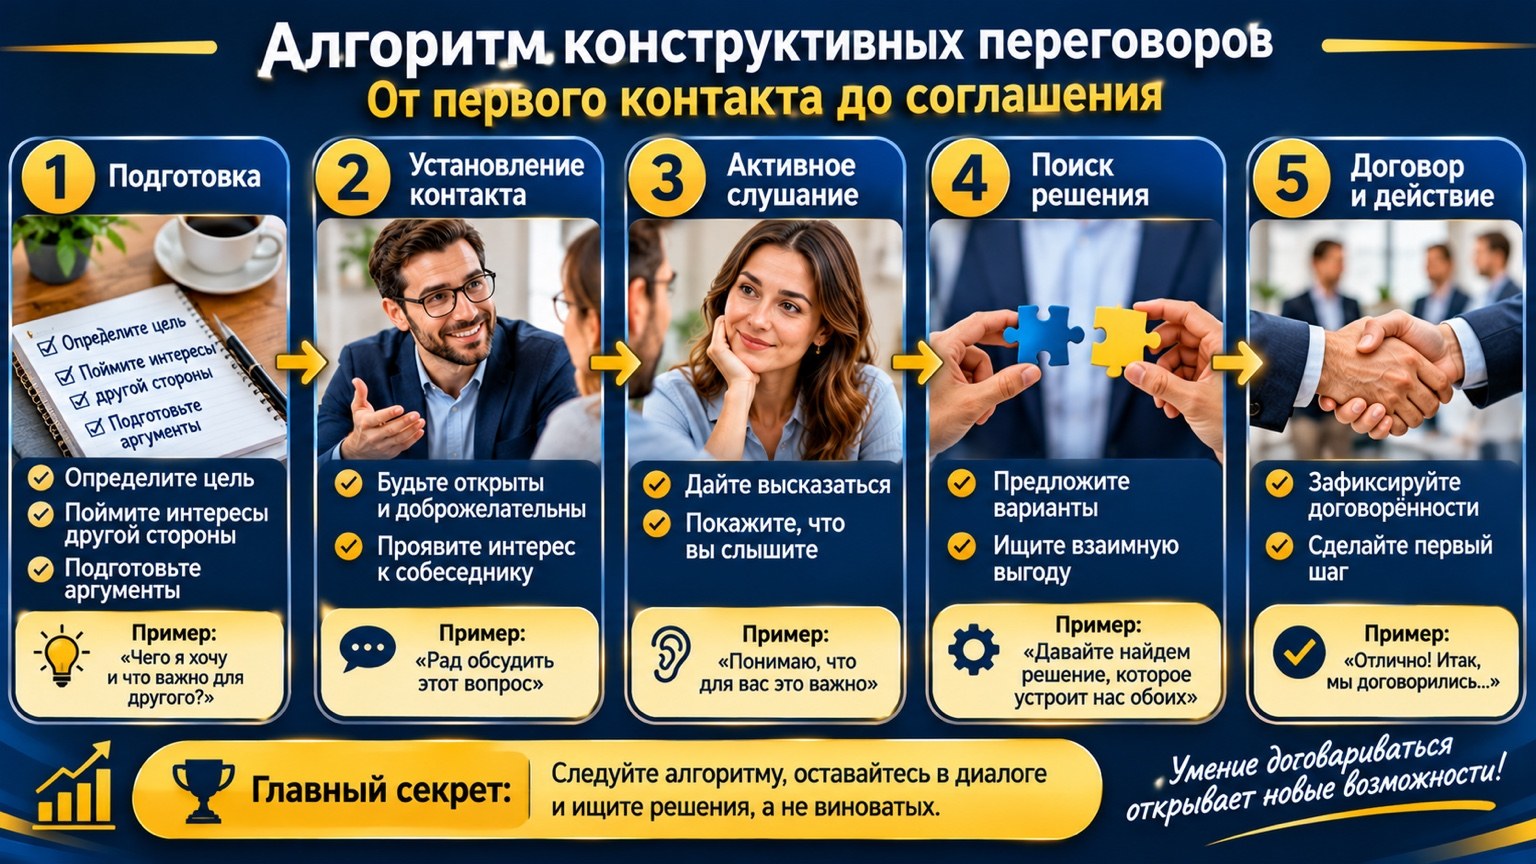 Алгоритм конструктивных переговоров
От первого контакта до соглашения
1
Подготовка
Определите цель
Поймите интересы
другой стороны
Подготовьте
аргументы
Определите цель
Поймите интересы
другой стороны
Подготовьте
аргументы
Пример:
«Чего я хочу
и что важно для
другого?»
2
Установление
контакта
Будьте открыты
и доброжелательны
Проявите интерес
к собеседнику
Пример:
«Рад обсудить
этот вопрос»
3
Активное
слушание
Дайте высказаться
Покажите, что
вы слышите
Пример:
«Понимаю, что
для вас это важно»
4
Поиск
решения
Предложите
варианты
Ищите взаимную
выгоду
Пример:
«Давайте найдем
решение, которое
устроит нас обоих»
5
Договор
и действие
Зафиксируйте
договорённости
Сделайте первый
шаг
Пример:
«Отлично! Итак,
мы договорились...»
Главный секрет:
Следуйте алгоритму, оставайтесь в диалоге
и ищите решения, а не виноватых.
Умение договариваться
открывает новые возможности!